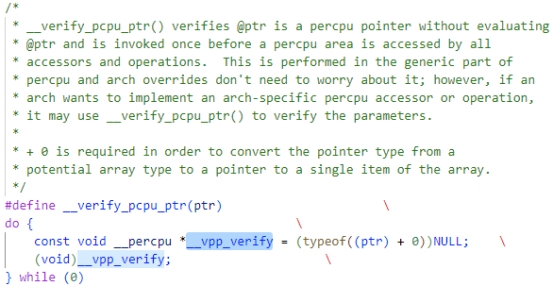 /*
 * __verify_pcpu_ptr() verifies @ptr is a percpu pointer without evaluating
 * @ptr and is invoked once before a percpu area is accessed by all
 * accessors and operations.  This is performed in the generic part of
 * percpu and arch overrides don't need to worry about it; however, if an
 * arch wants to implement an arch-specific percpu accessor or operation,
 * it may use __verify_pcpu_ptr() to verify the parameters.
 *
 * + 0 is required in order to convert the pointer type from a
 * potential array type to a pointer to a single item of the array.
 */
#define __verify_pcpu_ptr(ptr)						\
do {									\
	const void __percpu *__vpp_verify = (typeof((ptr) + 0))NULL;	\
	(void)__vpp_verify;						\
} while (0)